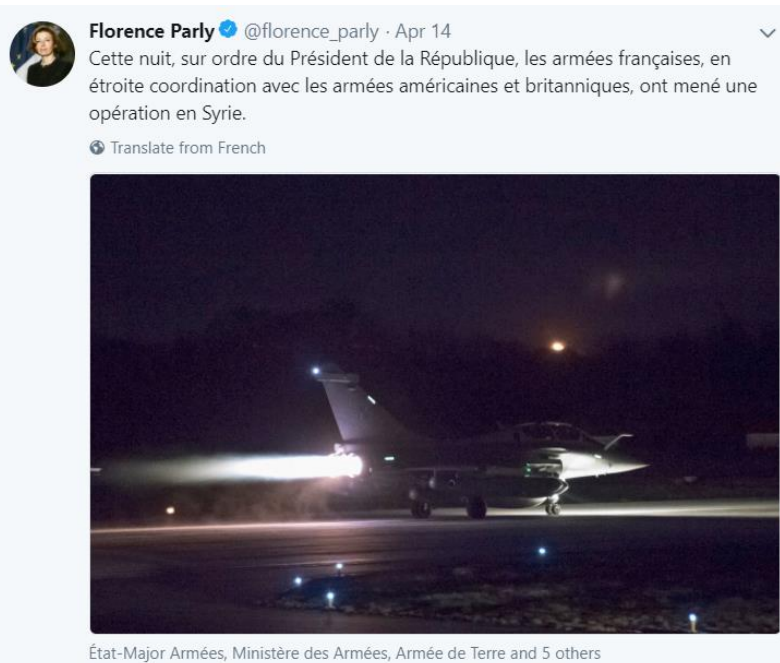 Florence Parly @florence_parly · Apr 14
Cette nuit, sur ordre du Président de la République, les armées françaises, en
étroite coordination avec les armées américaines et britanniques, ont mené une
opération en Syrie.
Translate from French
État-Major Armées, Ministère des Armées, Armée de Terre and 5 others